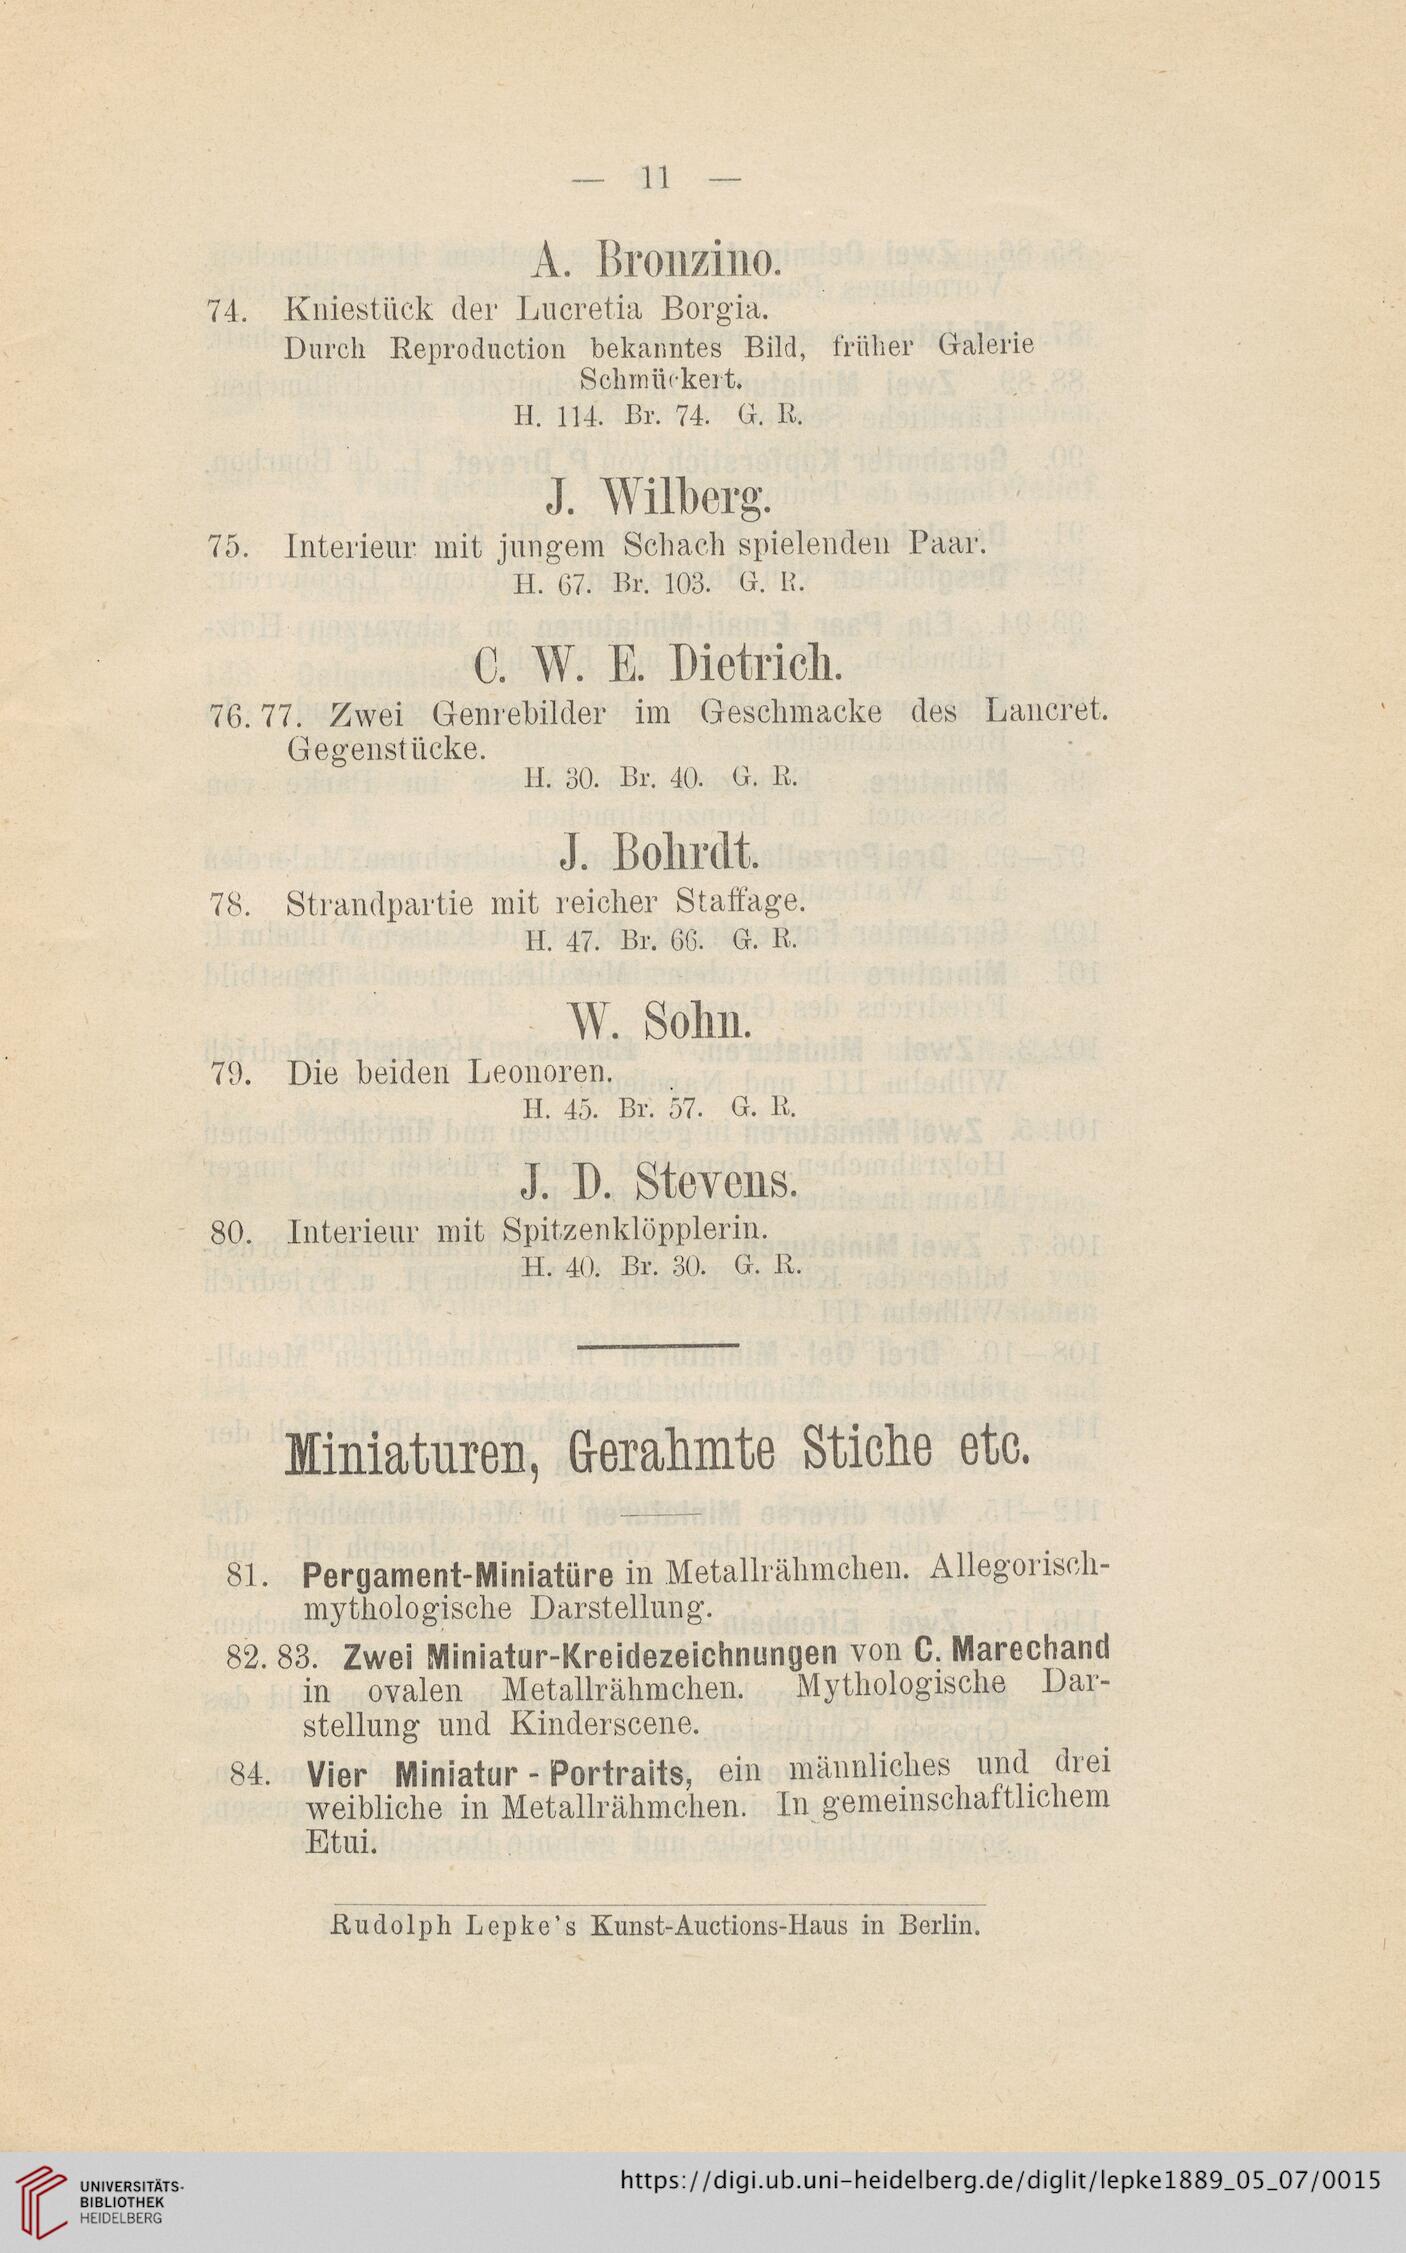 — 11 —
A. Bronzino.
74. Kniestück der Lucretia Borgia.
Durch Reproduction bekanntes Bild, früher Galerie
Schmückert.
H. 114. Br. 74. G. R.
J. Wilberg.
75. Interieur mit jungem Schach spielenden Paar.
H. 67. Br. 103. G. R.
C. W. E. Dietrich.
76. 77. Zwei Genrebilder im Geschmacke des Lancret.
Gegenstücke.
H. 30. Br. 40. G. R.
J. Bohrdt.
78. Strandpartie mit reicher Staffage.
H. 47. Br. 66. G. R.
W. Sohn.
79. Die beiden Leonoren.
H. 45. Br. 57. G. R.
J. D. Stevens.
80. Interieur mit Spitzenklöpplerin.
H. 40. Br. 30. G. R.
Miniaturen, Gerahmte Stiche etc.
81. Pergament-Miniatüre in Metallrähmchen. Allegorisch-
mythologische Darstellung.
82. 83. Zwei Miniatur-Kreidezeichnungen von C. Marechand
in ovalen Metallrähmchen. Mythologische Dar-
stellung und Kinderscene.
84. Vier Miniatur-Portraits, ein männliches und drei
weibliche in Metallrähmchen. In gemeinschaftlichem
Etui.
Rudolph Lepke's Kunst-Auctions-Haus in Berlin.
UNIVERSITÄTS-
BIBLIOTHEK
HEIDELBERG
https://digi.ub.uni-heidelberg.de/diglit/lepke1889_05_07/0015